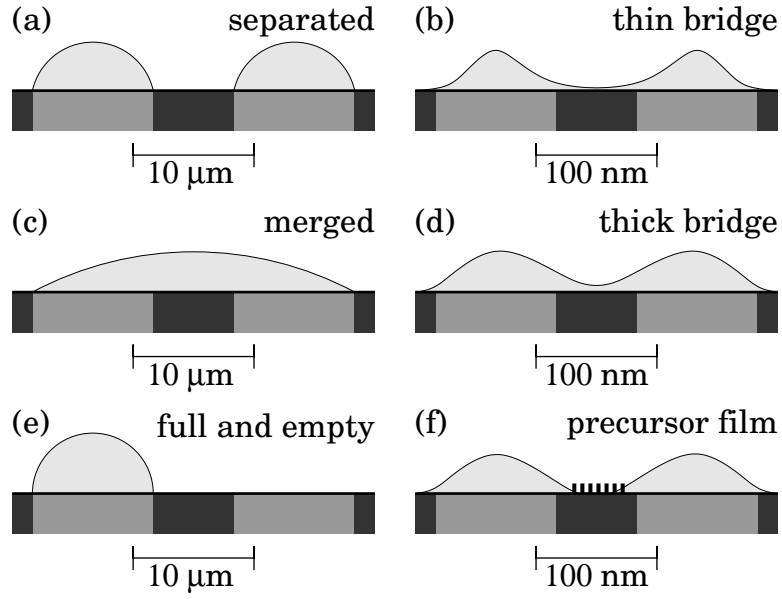 (a) separated
10 μm
(b) thin bridge
100 nm
(c) merged
10 μm
(d) thick bridge
100 nm
(e) full and empty
10 μm
(f) precursor film
100 nm